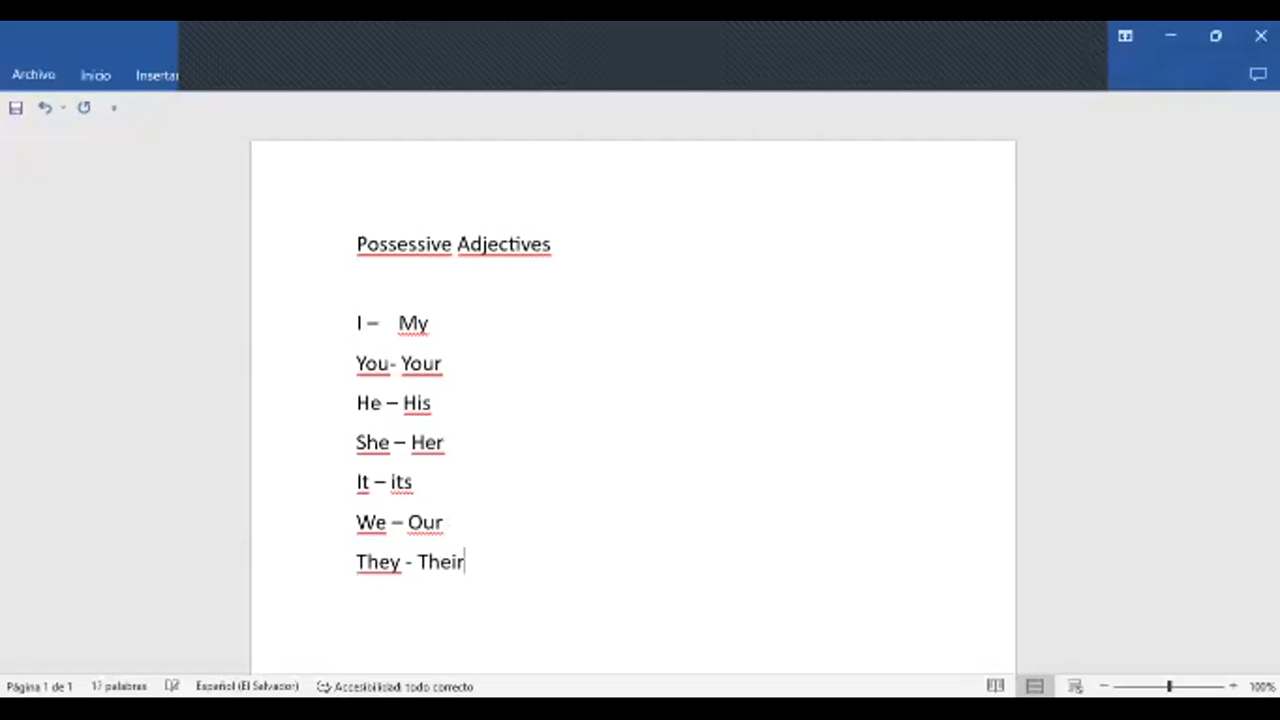 Archivo Inicio Insertar
Possessive Adjectives
I – My
You- Your
He – His
She – Her
It – its
We – Our
They - Their
Página 1 de 1 17 palabras Español (El Salvador) Accesibilidad: todo correcto 100%